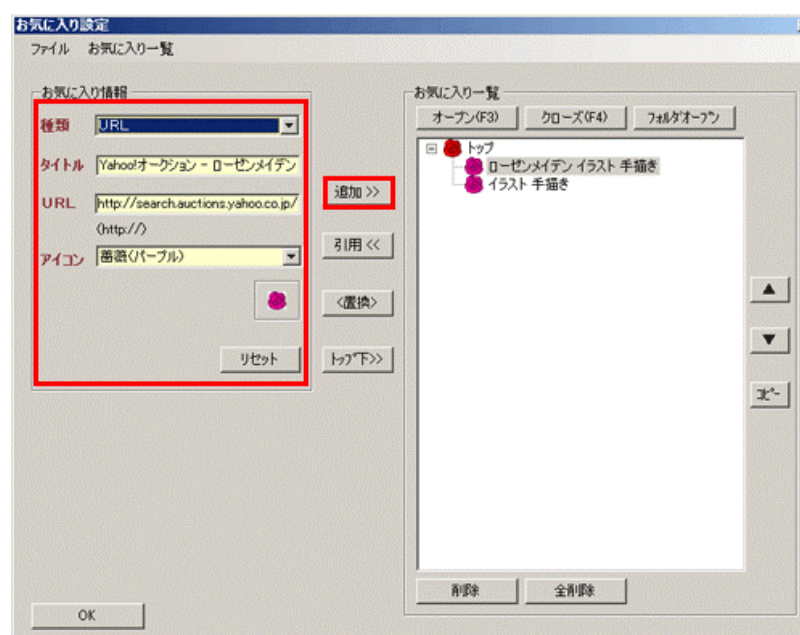 お気に入り設定
ファイル お気に入り一覧
お気に入り情報
種類 URL
タイトル Yahoo!オークション - ローゼンメイデン
URL http://search.auctions.yahoo.co.jp/
(http://)
アイコン 薔薇(パープル)
リセット
追加 >>
引用 <<
<置換>
トップ下>>
お気に入り一覧
オープン(F3) クローズ(F4) フォルダオープン
トップ
ローゼンメイデン イラスト 手描き
イラスト 手描き
▲
▼
コピー
削除 全削除
OK